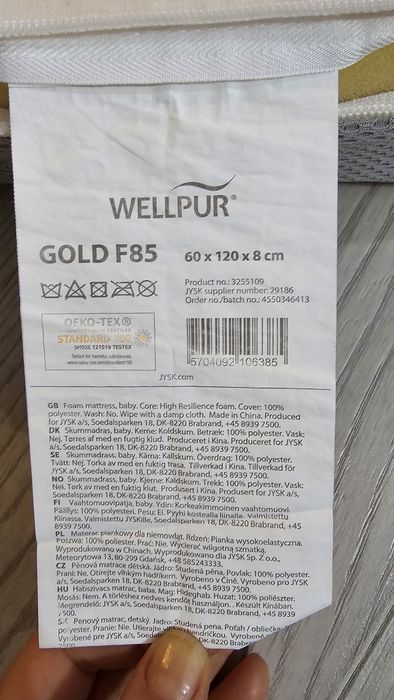 WELLPUR®
GOLD F85
60 x 120 x 8 cm
Product no.: 3255109
JYSK supplier number: 29186
Order no./batch no.: 4550346413
OEKO-TEX®
STANDARD 100
SH025 121519 TESTEX
Tested for harmful substances.
www.oeko-tex.com/standard100
5704092 106385
JYSK.com
GB Foam mattress, baby. Core: High Resilience foam. Cover: 100%
polyester. Wash: No. Wipe with a damp cloth. Made in China. Produced for
JYSK a/s, Soedalsparken 18, DK-8220 Brabrand, +45 8939 7500.
DK Skummadras, baby. Kerne: Koldskum. Betræk: 100% polyester. Vask:
Nej. Tørres af med en fugtig klud. Produceret i Kina. Produceret for JYSK
a/s, Soedalsparken 18, DK-8220 Brabrand, +45 8939 7500.
SE Skummadrass, baby. Kärna: Kallskum. Överdrag: 100% polyester.
Tvätt: Nej. Torka av med en fuktig trasa. Tillverkad i Kina. Tillverkad för
JYSK a/s, Soedalsparken 18, DK-8220 Brabrand, +45 8939 7500.
NO Skummadrass, baby. Kjerne: Kaldskum. Trekk: 100% polyester. Vask:
Nei. Tørk av med en fuktig klut. Produsert i Kina. Produsert for JYSK a/s,
Soedalsparken 18, DK-8220 Brabrand, +45 8939 7500.
FI Vaahtomuovipatja, baby. Ydin: Korkeakimmoinen vaahtomuovi.
Päällys: 100% polyesteri. Pesu: Ei. Pyyhi kostealla liinalla. Valmistettu
Kiinassa. Valmistettu JYSKille, Soedalsparken 18, DK-8220 Brabrand, +45
8939 7500.
PL Materac piankowy dla niemowląt. Rdzeń: Pianka wysokoelastyczna.
Poszwa: 100% poliester. Prać: Nie. Wycierać wilgotną szmatką.
Wyprodukowano w Chinach. Wyprodukowano dla JYSK Sp. Z o.o.,
Meteorytowa 13, 80-299 Gdańsk, +48 585243333.
CZ Pěnová matrace dětská. Jádro: Studená pěna, Povlak: 100% polyester.
Praní: Ne. Otírejte vlhkým hadříkem. Vyrobeno v Číně. Vyrobeno pro JYSK
a/s, Soedalsparken 18, DK-8220 Brabrand, +45 8939 7500.
HU Habszivacs matrac, baba. Mag: Hideghab. Huzat: 100% poliészter.
Mosás: Nem. A törléshez nedves kendőt használjon. . Készült Kínában.
Megrendelő: JYSK a/s, Soedalsparken 18, DK-8220 Brabrand, +45 8939
7500.
SK Penový matrac, detský. Jadro: Studená pena. Poťah / obliečka:
polyester. Pranie: Nie. Utierajte vlhkou handričkou. Vyrobené
Vyrobené pre JYSK a/s, Soedalsparken DK-8220 Brabrand,
7500